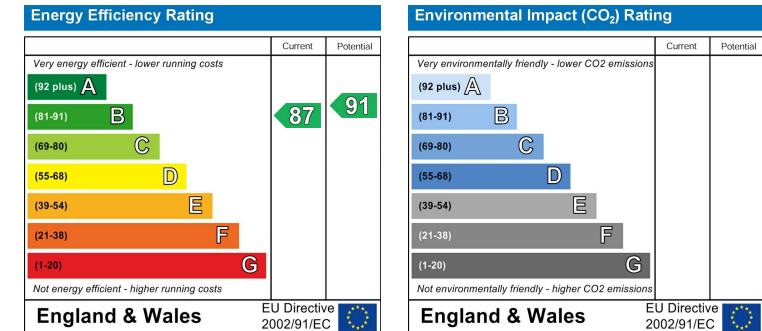 Energy Efficiency Rating
Current Potential
Very energy efficient - lower running costs
(92 plus) A
(81-91) B
(69-80) C
(55-68) D
(39-54) E
(21-38) F
(1-20) G
87
91
Not energy efficient - higher running costs
England & Wales
EU Directive
2002/91/EC
Environmental Impact (CO₂) Rating
Current Potential
Very environmentally friendly - lower CO2 emissions
(92 plus) A
(81-91) B
(69-80) C
(55-68) D
(39-54) E
(21-38) F
(1-20) G
Not environmentally friendly - higher CO2 emissions
England & Wales
EU Directive
2002/91/EC